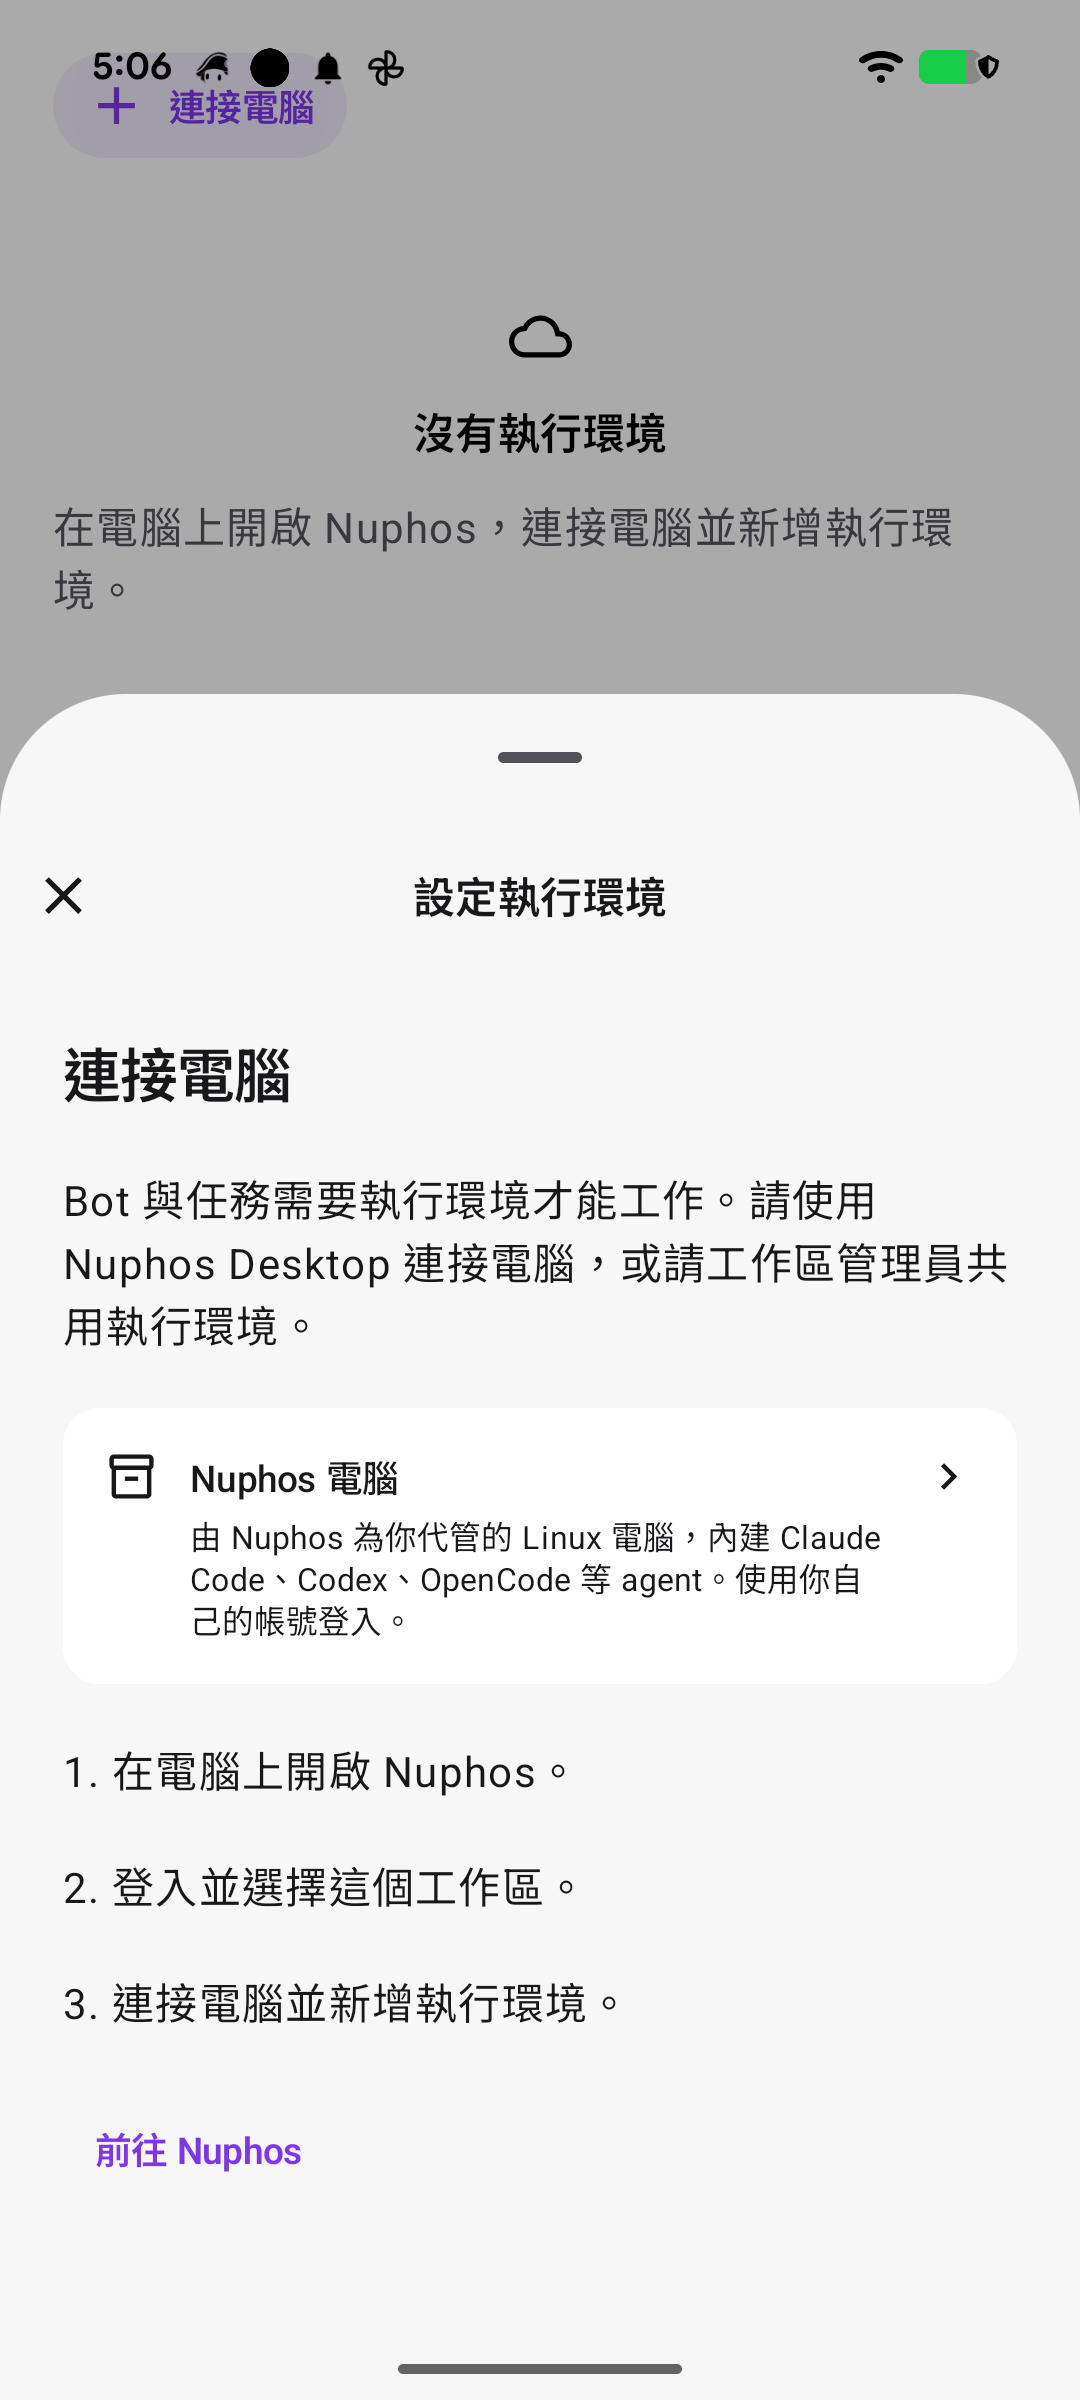 5:06
連接電腦
沒有執行環境
在電腦上開啟 Nuphos，連接電腦並新增執行環
境。
設定執行環境
連接電腦
Bot 與任務需要執行環境才能工作。請使用
Nuphos Desktop 連接電腦，或請工作區管理員共
用執行環境。
Nuphos 電腦
由 Nuphos 為你代管的 Linux 電腦，內建 Claude
Code、Codex、OpenCode 等 agent。使用你自
己的帳號登入。
1. 在電腦上開啟 Nuphos。
2. 登入並選擇這個工作區。
3. 連接電腦並新增執行環境。
前往 Nuphos